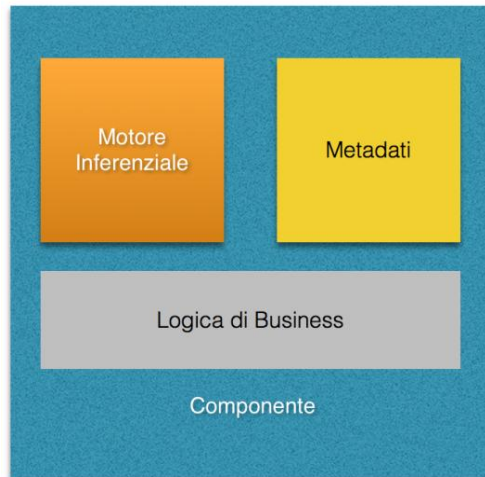 Motore
Inferenziale
Metadati
Logica di Business
Componente